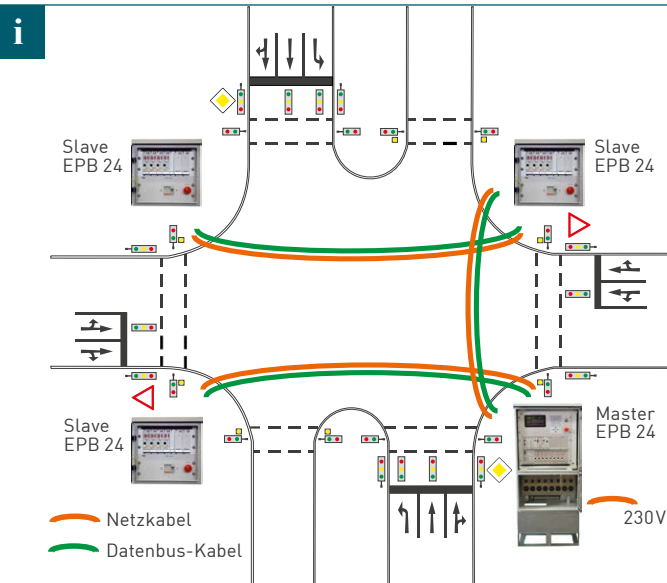 i
Slave
EPB 24
Slave
EPB 24
Slave
EPB 24
Master
EPB 24
Netzkabel
230V
Datenbus-Kabel